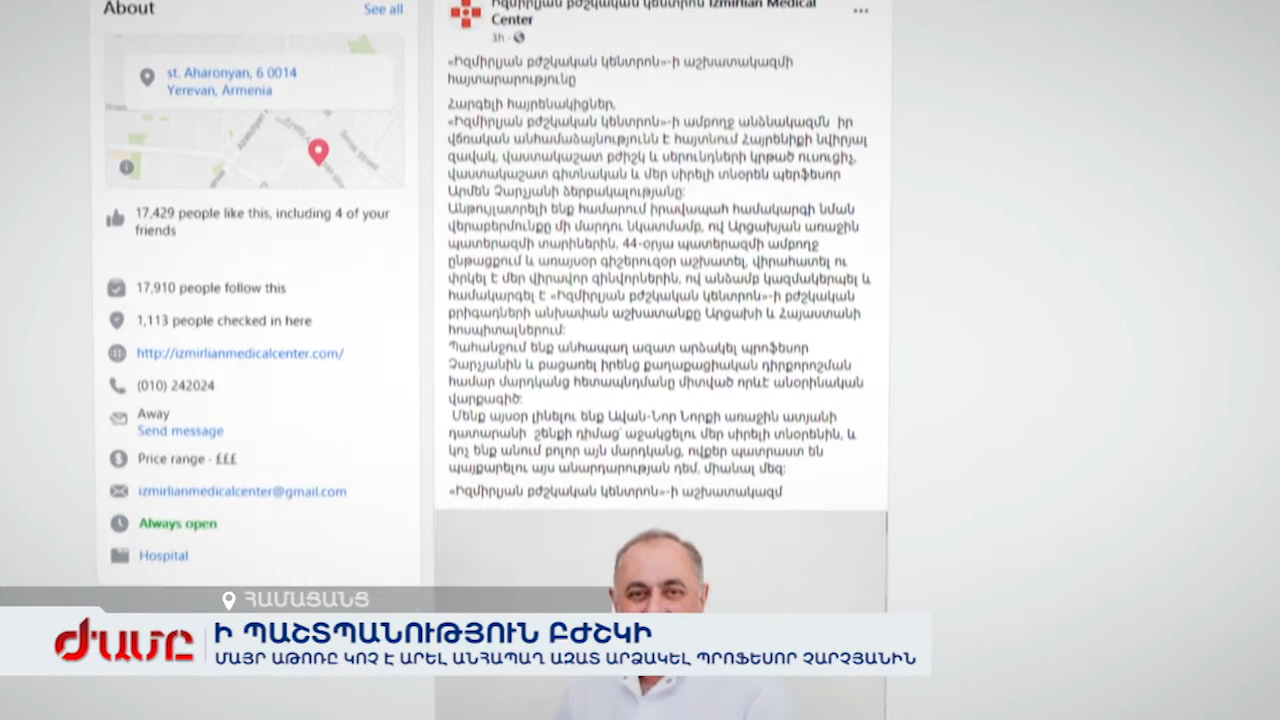 About
See all
st. Aharonyan, 6 0014
Yerevan, Armenia
17,429 people like this, including 4 of your
friends
17,910 people follow this
1,113 people checked in here
http://izmirlianmedicalcenter.com/
(010) 242024
Away
Send message
Price range · £££
izmirlianmedicalcenter@gmail.com
Always open
Hospital
Իզմիրլյան բժշկական կենտրոն Izmirlian Medical
Center
3h ·
«Իզմիրլյան բժշկական կենտրոն»-ի աշխատակազմի
հայտարարությունը
Հարգելի հայրենակիցներ,
«Իզմիրլյան բժշկական կենտրոն»-ի ամբողջ անձնակազմն իր
վճռական անհամաձայնությունն է հայտնում Հայրենիքի նվիրյալ
զավակ, վաստակաշատ բժիշկ և սերունդների կրթած ուսուցիչ,
վաստակաշատ գիտնական և մեր սիրելի տնօրեն պերֆեսոր
Արմեն Չարչյանի ձերբակալությանը:
Անթույլատրելի ենք համարում իրավապահ համակարգի նման
վերաբերմունքը մի մարդու նկատմամբ, ով Արցախյան առաջին
պատերազմի տարիներին, 44-օրյա պատերազմի ամբողջ
ընթացքում և առայսօր գիշերուզօր աշխատել, վիրահատել ու
փրկել է մեր վիրավոր զինվորներին, ով անձամբ կազմակերպել և
համակարգել է «Իզմիրլյան բժշկական կենտրոն»-ի բժշկական
բրիգադների անխափան աշխատանքը Արցախի և Հայաստանի
հոսպիտալներում:
Պահանջում ենք անհապաղ ազատ արձակել պրոֆեսոր
Չարչյանին և բացառել իրենց քաղաքացիական դիրքորոշման
համար մարդկանց հետապնդմանը միտված որևէ անօրինական
վարքագիծ:
Մենք այսօր լինելու ենք Ավան-Նոր Նորքի առաջին ատյանի
դատարանի շենքի դիմաց՝ աջակցելու մեր սիրելի տնօրենին, և
կոչ ենք անում բոլոր այն մարդկանց, ովքեր պատրաստ են
պայքարելու այս անարդարության դեմ, միանալ մեզ:
«Իզմիրլյան բժշկական կենտրոն»-ի աշխատակազմ
ՀԱՄԱՑԱՆՑ
ԺԱՄԸ
Ի ՊԱՇՏՊԱՆՈՒԹՅՈՒՆ ԲԺՇԿԻ
ՄԱՅՐ ԱԹՈՌԸ ԿՈՉ Է ԱՐԵԼ ԱՆՀԱՊԱՂ ԱԶԱՏ ԱՐՁԱԿԵԼ ՊՐՈՖԵՍՈՐ ՉԱՐՉՅԱՆԻՆ